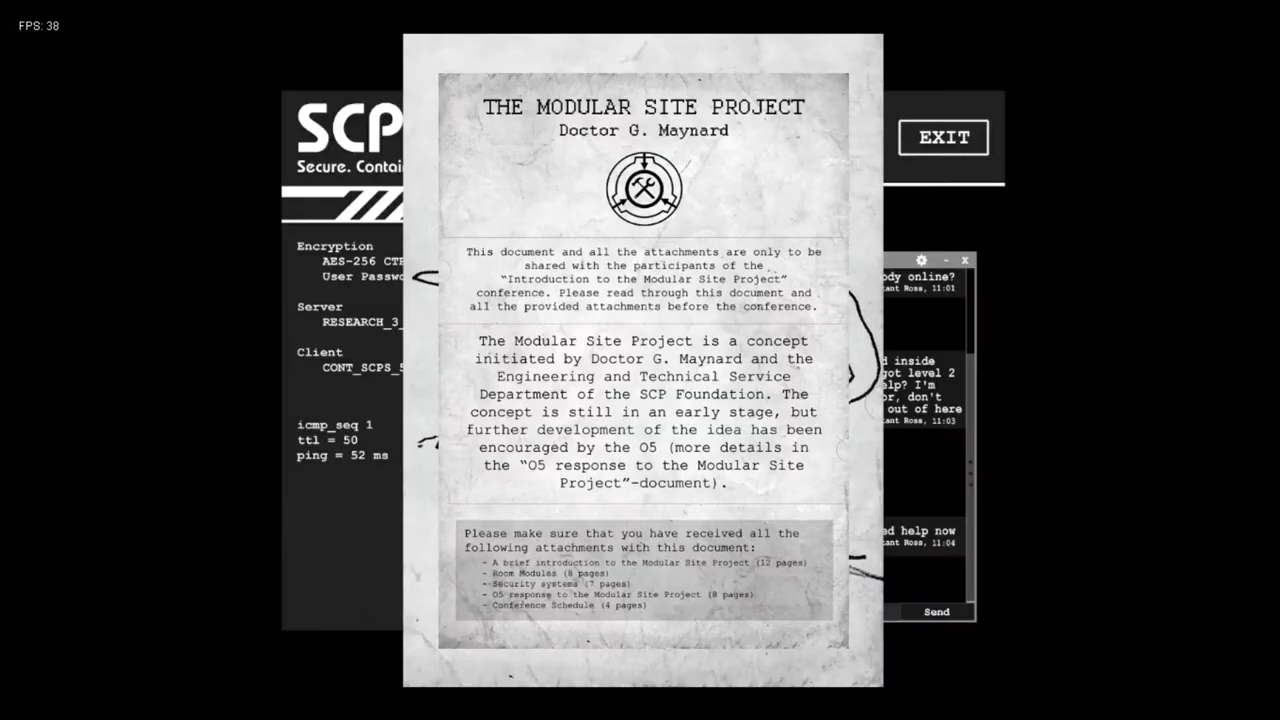 FPS: 38
THE MODULAR SITE PROJECT
Doctor G. Maynard
This document and all the attachments are only to be
shared with the participants of the
"Introduction to the Modular Site Project"
conference. Please read through this document and
all the provided attachments before the conference.
The Modular Site Project is a concept
initiated by Doctor G. Maynard and the
Engineering and Technical Service
Department of the SCP Foundation. The
concept is still in an early stage, but
further development of the idea has been
encouraged by the O5 (more details in
the "O5 response to the Modular Site
Project"-document).
Please make sure that you have received all the
following attachments with this document:
- A brief introduction to the Modular Site Project (12 pages)
- Room Modules (8 pages)
- Security systems (7 pages)
- O5 response to the Modular Site Project (8 pages)
- Conference Schedule (4 pages)
SCP
Secure. Contai
Encryption
AES-256 CTR
User Passwo
Server
RESEARCH_3_
Client
CONT_SCPS_5
icmp_seq 1
ttl = 50
ping = 52 ms
EXIT
- x
ody online?
tant Ross, 11:01
d inside
got level 2
elp? I'm
or, don't
out of here
tant Ross, 11:03
ed help now
tant Ross, 11:04
Send